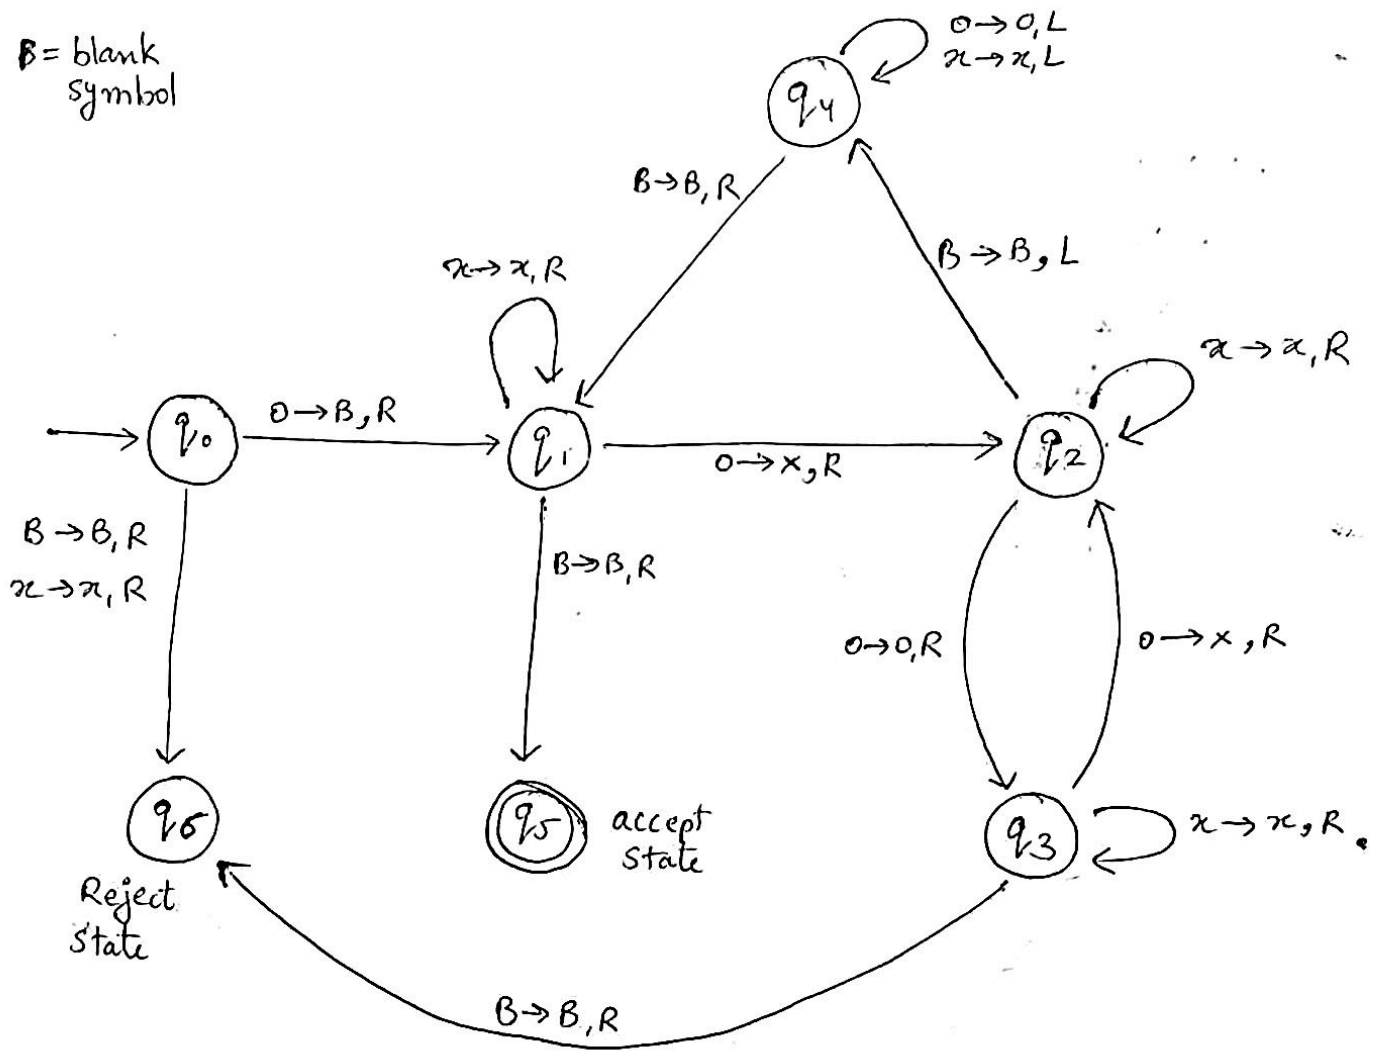 B = blank
symbol
0→0, L
x→x, L
q4
B→B, R
B→B, L
x→x, R
x→x, R
q0
0→B, R
q1
0→x, R
q2
B→B, R
x→x, R
B→B, R
0→0, R
0→x, R
q6
q5
accept
state
q3
x→x, R.
Reject
state
B→B, R